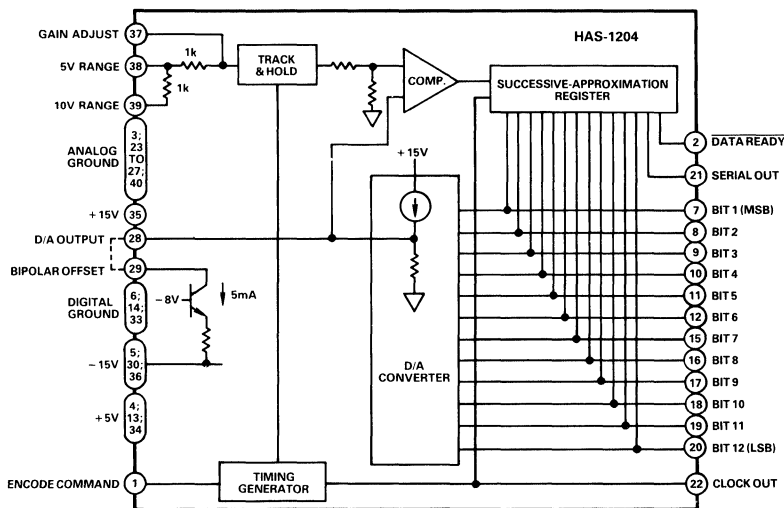 HAS-1204
GAIN ADJUST
37
5V RANGE
38
1k
10V RANGE
39
1k
TRACK
& HOLD
COMP.
SUCCESSIVE-APPROXIMATION
REGISTER
ANALOG
GROUND
3;
23
TO
27;
40
+15V
35
D/A OUTPUT
28
BIPOLAR OFFSET
29
DIGITAL
GROUND
6;
14;
33
-8V
5mA
-15V
5;
30;
36
+5V
4;
13;
34
ENCODE COMMAND
1
TIMING
GENERATOR
+15V
D/A
CONVERTER
2
DATA READY
21
SERIAL OUT
7
BIT 1 (MSB)
8
BIT 2
9
BIT 3
10
BIT 4
11
BIT 5
12
BIT 6
15
BIT 7
16
BIT 8
17
BIT 9
18
BIT 10
19
BIT 11
20
BIT 12 (LSB)
22
CLOCK OUT